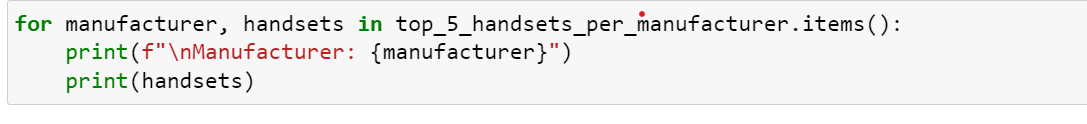 for manufacturer, handsets in top_5_handsets_per_manufacturer.items():
    print(f"\nManufacturer: {manufacturer}")
    print(handsets)